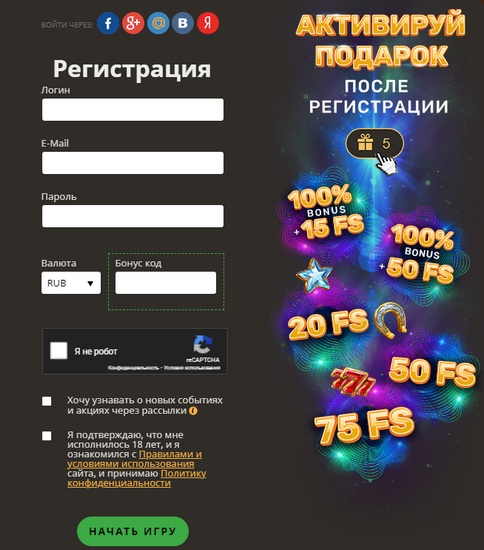 ВОЙТИ ЧЕРЕЗ:
f
g+
@
B
Я
Регистрация
Логин
E-Mail
Пароль
Валюта
Бонус код
RUB
Я не робот
reCAPTCHA
Конфиденциальность - Условия использования
Хочу узнавать о новых событиях
и акциях через рассылки i
Я подтверждаю, что мне
исполнилось 18 лет, и я
ознакомился с Правилами и
условиями использования
сайта, и принимаю Политику
конфиденциальности
НАЧАТЬ ИГРУ
АКТИВИРУЙ
ПОДАРОК
ПОСЛЕ
РЕГИСТРАЦИИ
5
100%
BONUS
+15 FS
100%
BONUS
+50 FS
20 FS
50 FS
777
75 FS